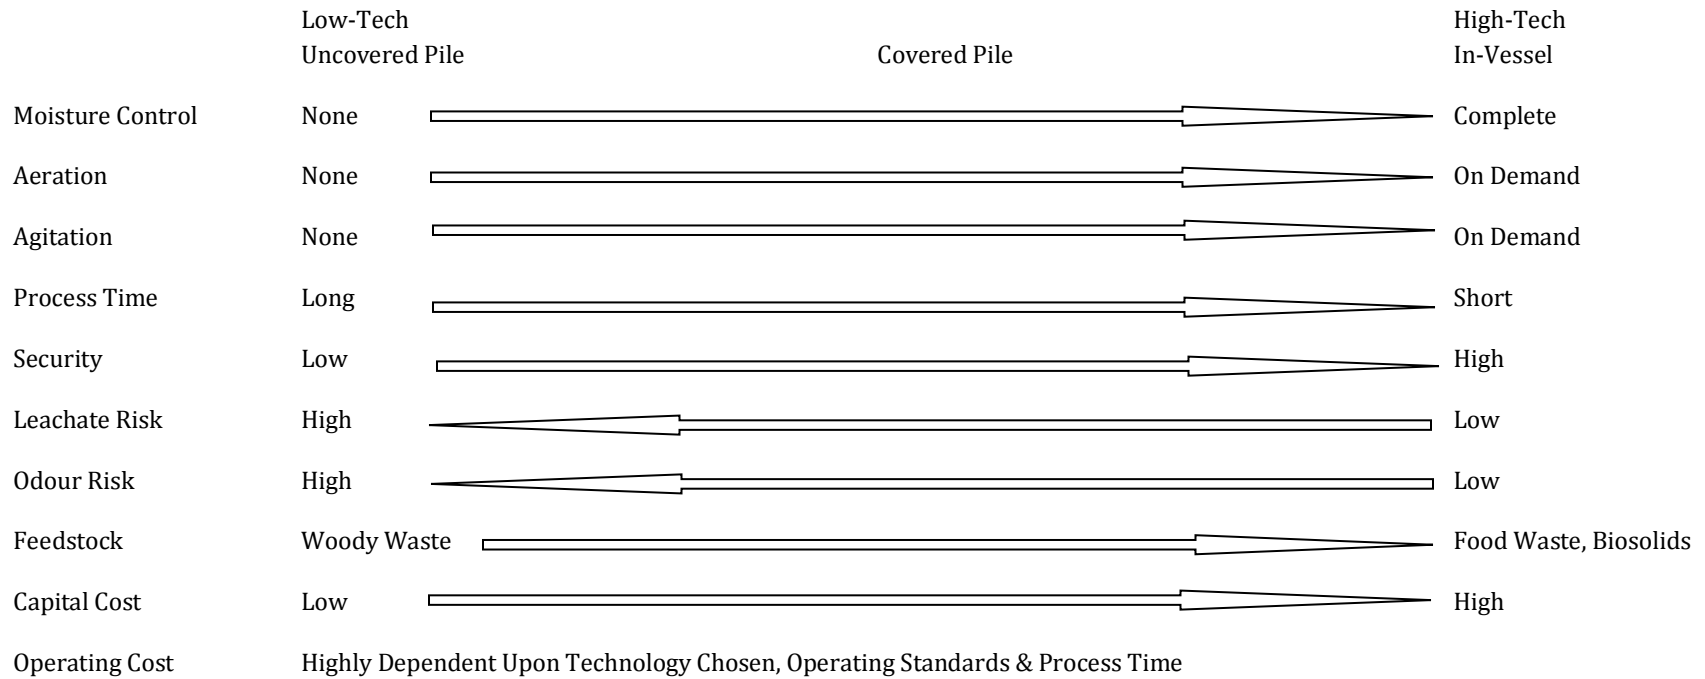 Low-Tech High-Tech
Uncovered Pile Covered Pile In-Vessel
Moisture Control None Complete
Aeration None On Demand
Agitation None On Demand
Process Time Long Short
Security Low High
Leachate Risk High Low
Odour Risk High Low
Feedstock Woody Waste Food Waste, Biosolids
Capital Cost Low High
Operating Cost Highly Dependent Upon Technology Chosen, Operating Standards & Process Time